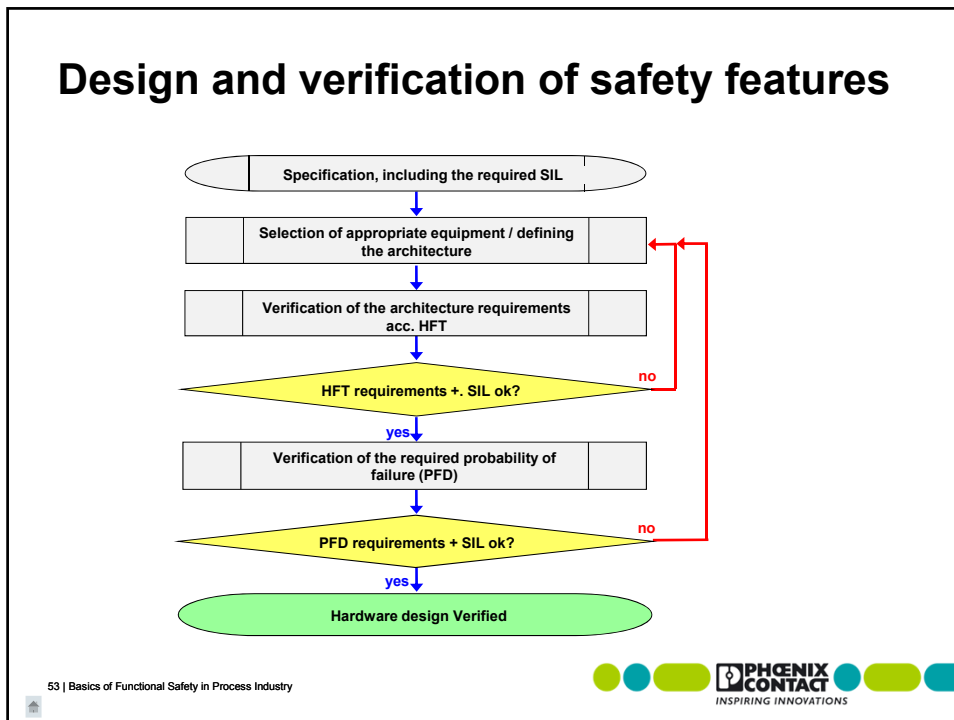 Design and verification of safety features
Specification, including the required SIL
Selection of appropriate equipment / defining
the architecture
Verification of the architecture requirements
acc. HFT
HFT requirements +. SIL ok?
no
yes
Verification of the required probability of
failure (PFD)
PFD requirements + SIL ok?
no
yes
Hardware design Verified
53 | Basics of Functional Safety in Process Industry
PHŒNIX
CONTACT
INSPIRING INNOVATIONS